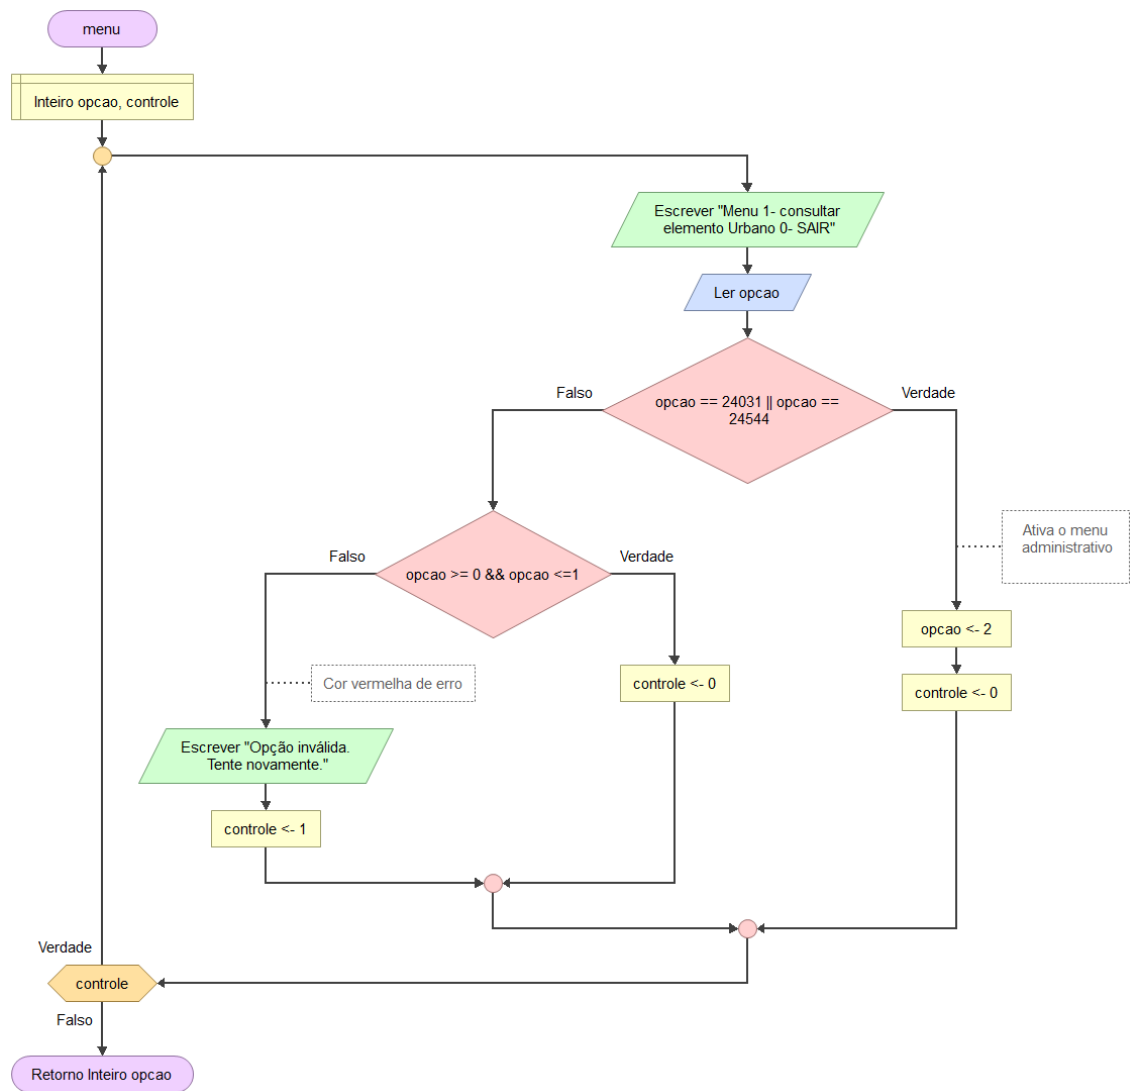 menu
Inteiro opcao, controle
Escrever "Menu 1- consultar
elemento Urbano 0- SAIR"
Ler opcao
Falso
Verdade
opcao == 24031 || opcao ==
24544
Ativa o menu
administrativo
Falso
Verdade
opcao >= 0 && opcao <=1
opcao <- 2
Cor vermelha de erro
controle <- 0
controle <- 0
Escrever "Opção inválida.
Tente novamente."
controle <- 1
Verdade
controle
Falso
Retorno Inteiro opcao